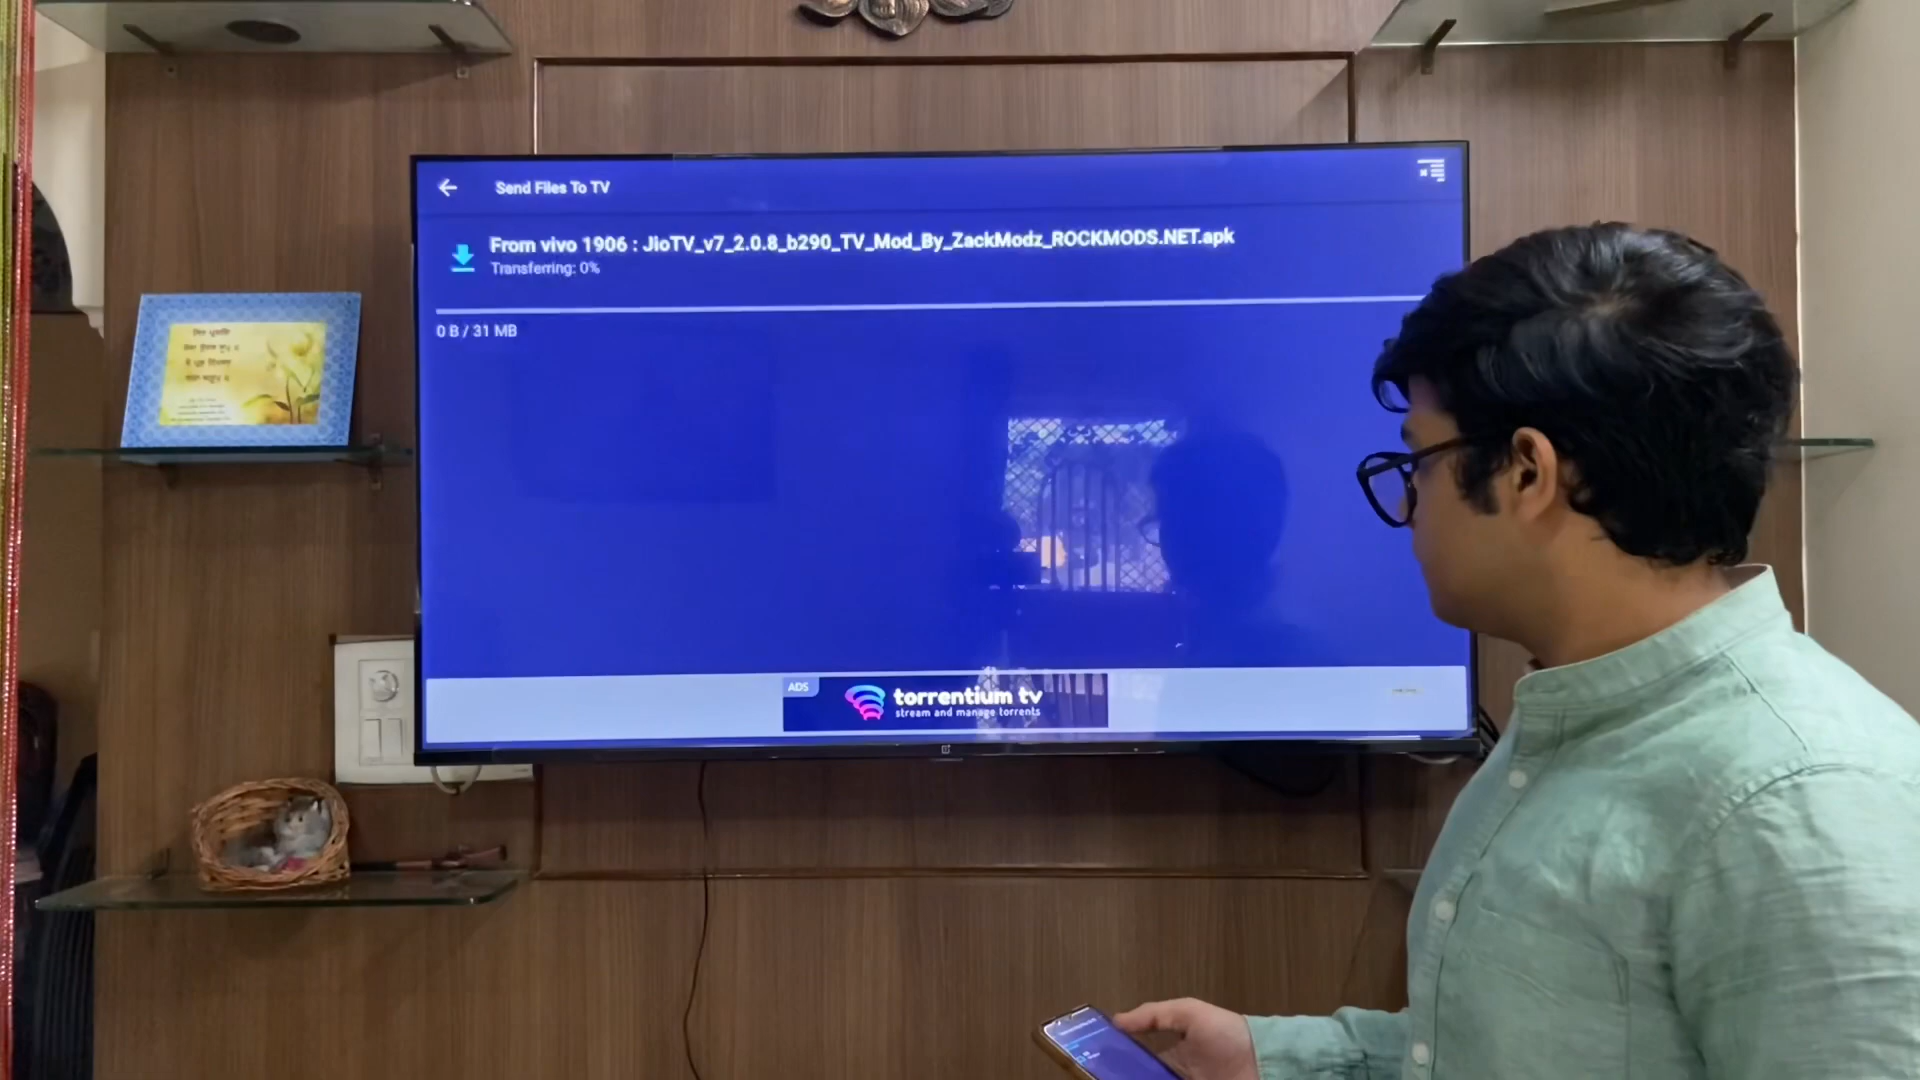 Send Files To TV
From vivo 1906 : JioTV_v7_2.0.8_b290_TV_Mod_By_ZackModz_ROCKMODS.NET.apk
Transferring: 0%
0 B / 31 MB
ADS
torrentium tv
stream and manage torrents